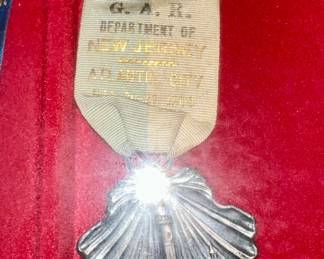 G. A. R.
DEPARTMENT OF
NEW JERSEY
ATLANTIC CITY